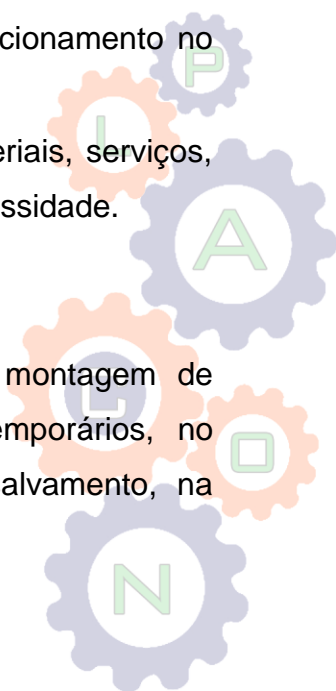 cionamento no
P
L
eriais, serviços,
essidade.
A
montagem de
G
emporários, no
O
alvamento, na
N